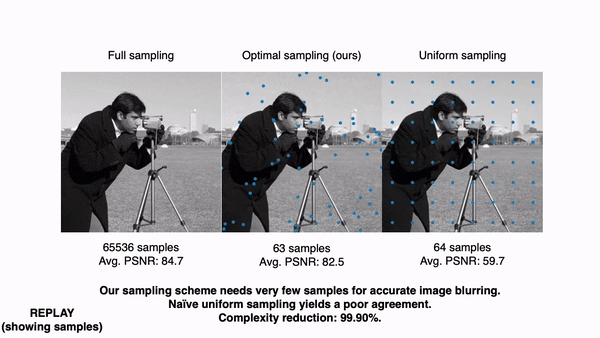 Full sampling
Optimal sampling (ours)
Uniform sampling
65536 samples
Avg. PSNR: 84.7
63 samples
Avg. PSNR: 82.5
64 samples
Avg. PSNR: 59.7
Our sampling scheme needs very few samples for accurate image blurring.
Naïve uniform sampling yields a poor agreement.
Complexity reduction: 99.90%.
REPLAY
(showing samples)